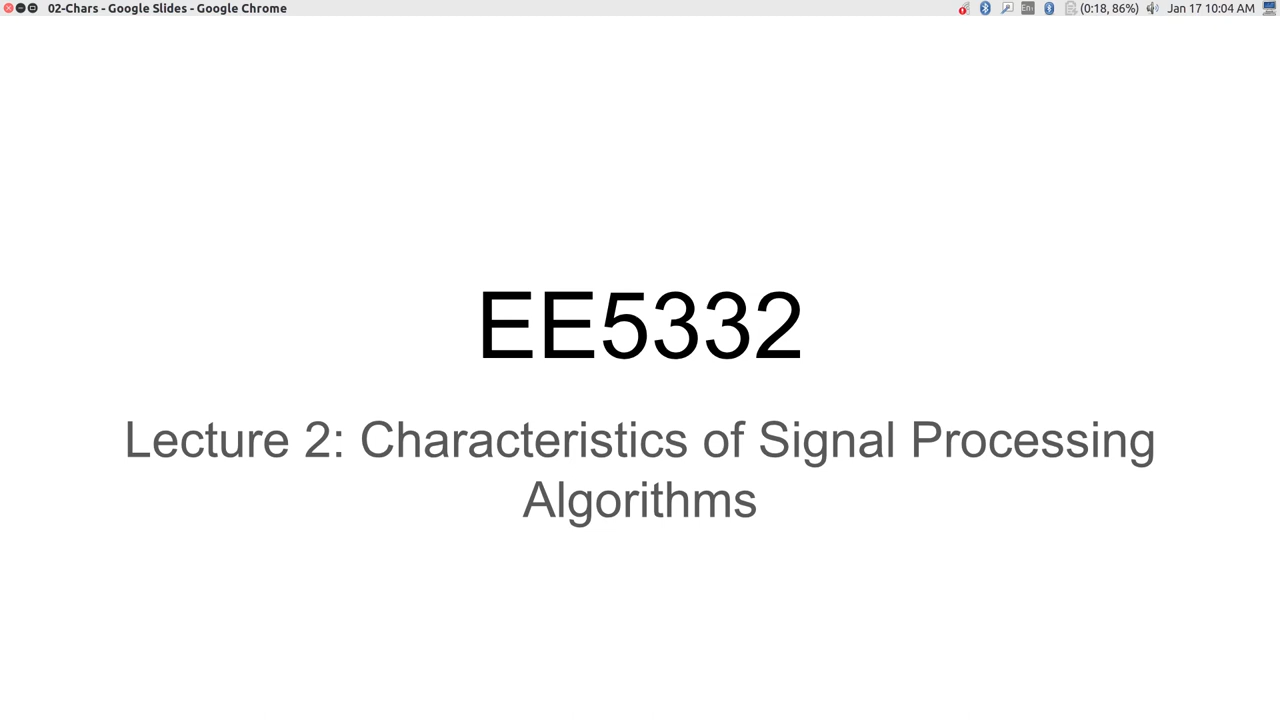 02-Chars - Google Slides - Google Chrome
En (0:18, 86%) Jan 17 10:04 AM
EE5332
Lecture 2: Characteristics of Signal Processing
Algorithms